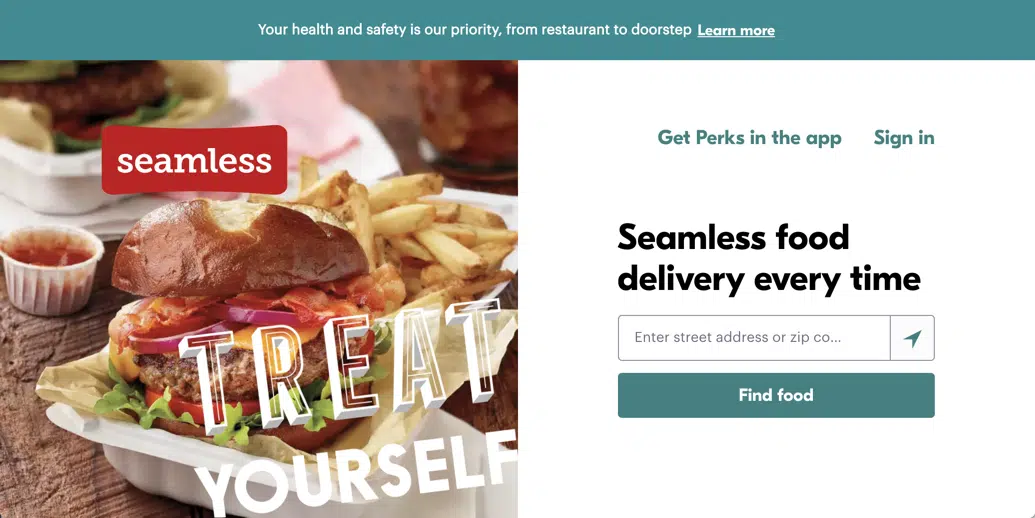 Your health and safety is our priority, from restaurant to doorstep Learn more
seamless
Get Perks in the app Sign in
Seamless food
delivery every time
Enter street address or zip co...
Find food
TREAT
YOURSELF